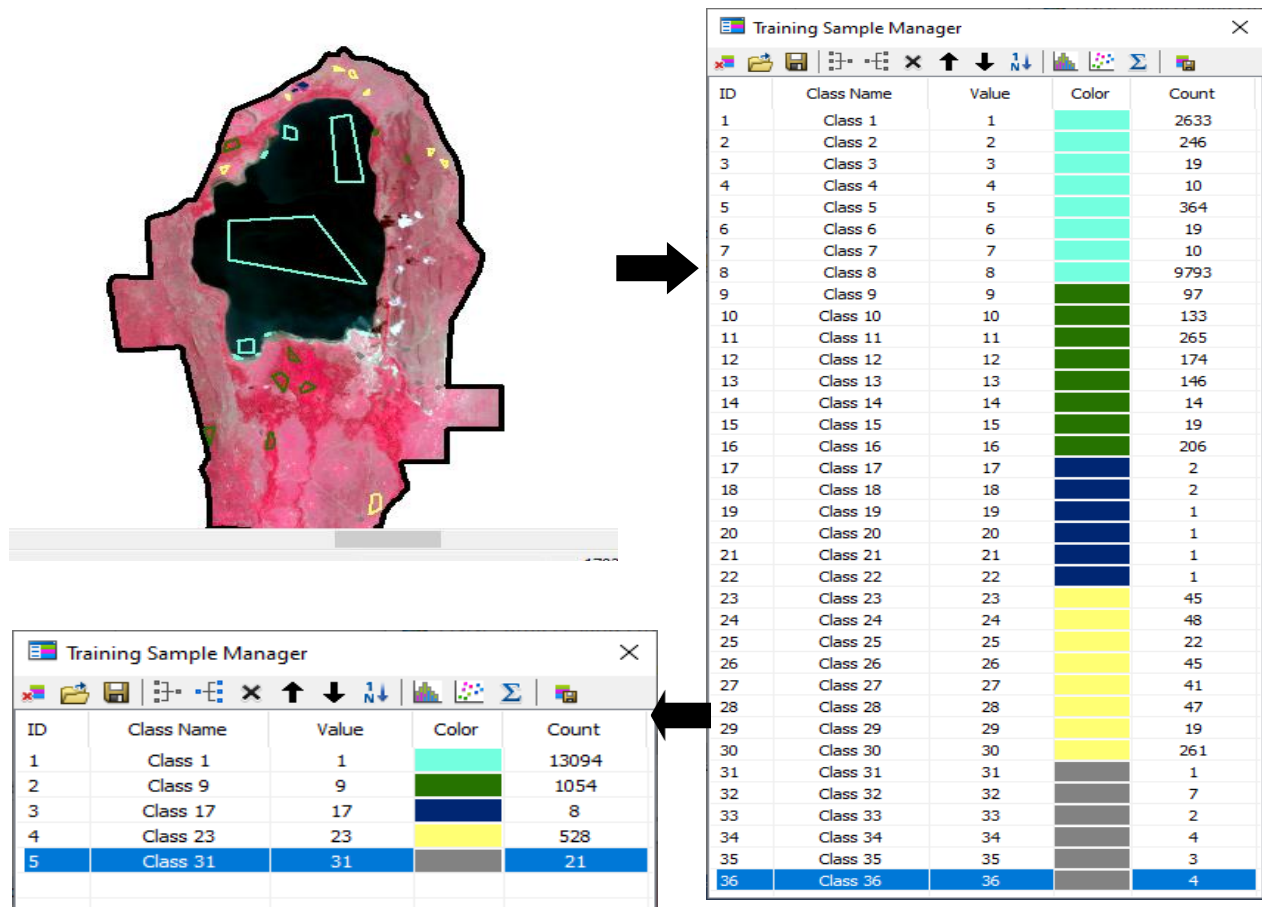 Training Sample Manager
ID Class Name Value Color Count
1 Class 1 1 2633
2 Class 2 2 246
3 Class 3 3 19
4 Class 4 4 10
5 Class 5 5 364
6 Class 6 6 19
7 Class 7 7 10
8 Class 8 8 9793
9 Class 9 9 97
10 Class 10 10 133
11 Class 11 11 265
12 Class 12 12 174
13 Class 13 13 146
14 Class 14 14 14
15 Class 15 15 19
16 Class 16 16 206
17 Class 17 17 2
18 Class 18 18 2
19 Class 19 19 1
20 Class 20 20 1
21 Class 21 21 1
22 Class 22 22 1
23 Class 23 23 45
24 Class 24 24 48
25 Class 25 25 22
26 Class 26 26 45
27 Class 27 27 41
28 Class 28 28 47
29 Class 29 29 19
30 Class 30 30 261
31 Class 31 31 1
32 Class 32 32 7
33 Class 33 33 2
34 Class 34 34 4
35 Class 35 35 3
36 Class 36 36 4
Training Sample Manager
ID Class Name Value Color Count
1 Class 1 1 13094
2 Class 9 9 1054
3 Class 17 17 8
4 Class 23 23 528
5 Class 31 31 21